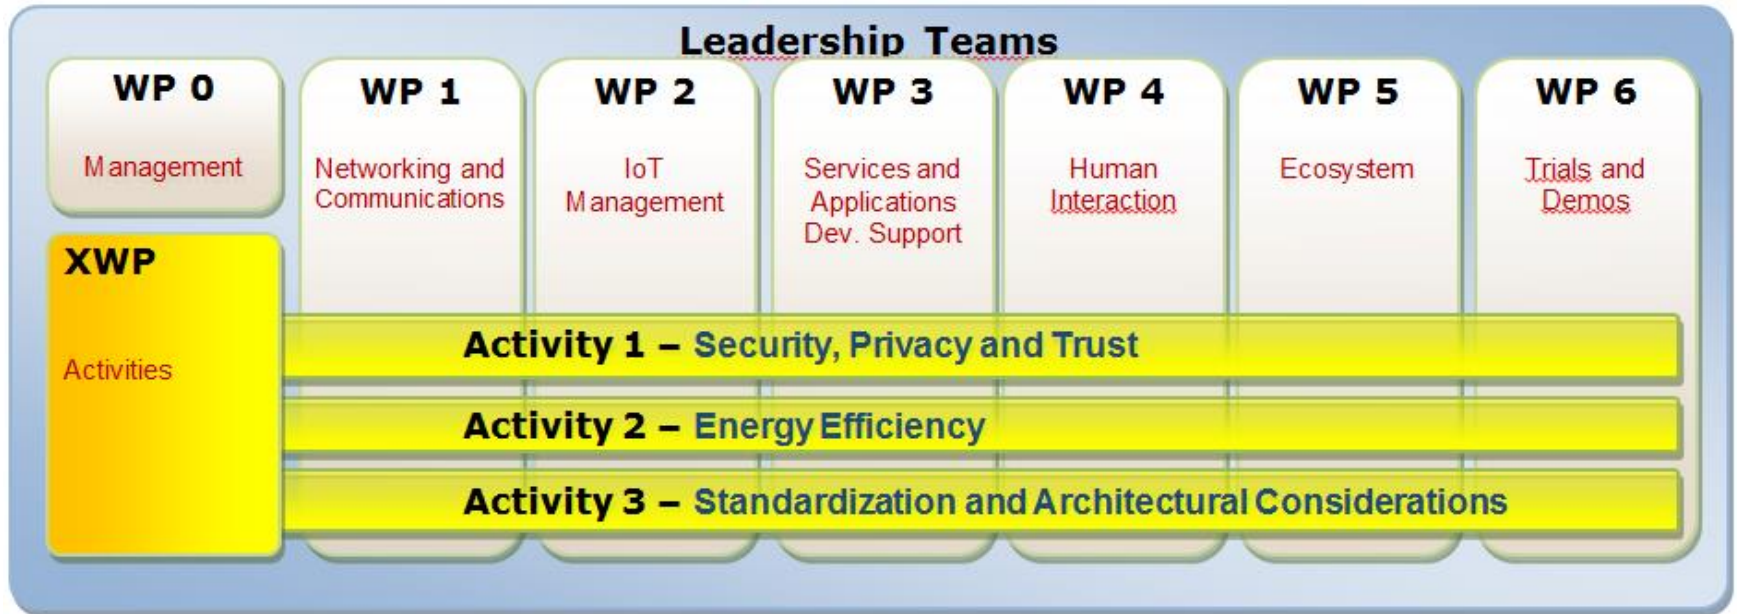 Leadership Teams
WP 0
Management
WP 1
Networking and
Communications
WP 2
IoT
Management
WP 3
Services and
Applications
Dev. Support
WP 4
Human
Interaction
WP 5
Ecosystem
WP 6
Trials and
Demos
XWP
Activities
Activity 1 – Security, Privacy and Trust
Activity 2 – Energy Efficiency
Activity 3 – Standardization and Architectural Considerations